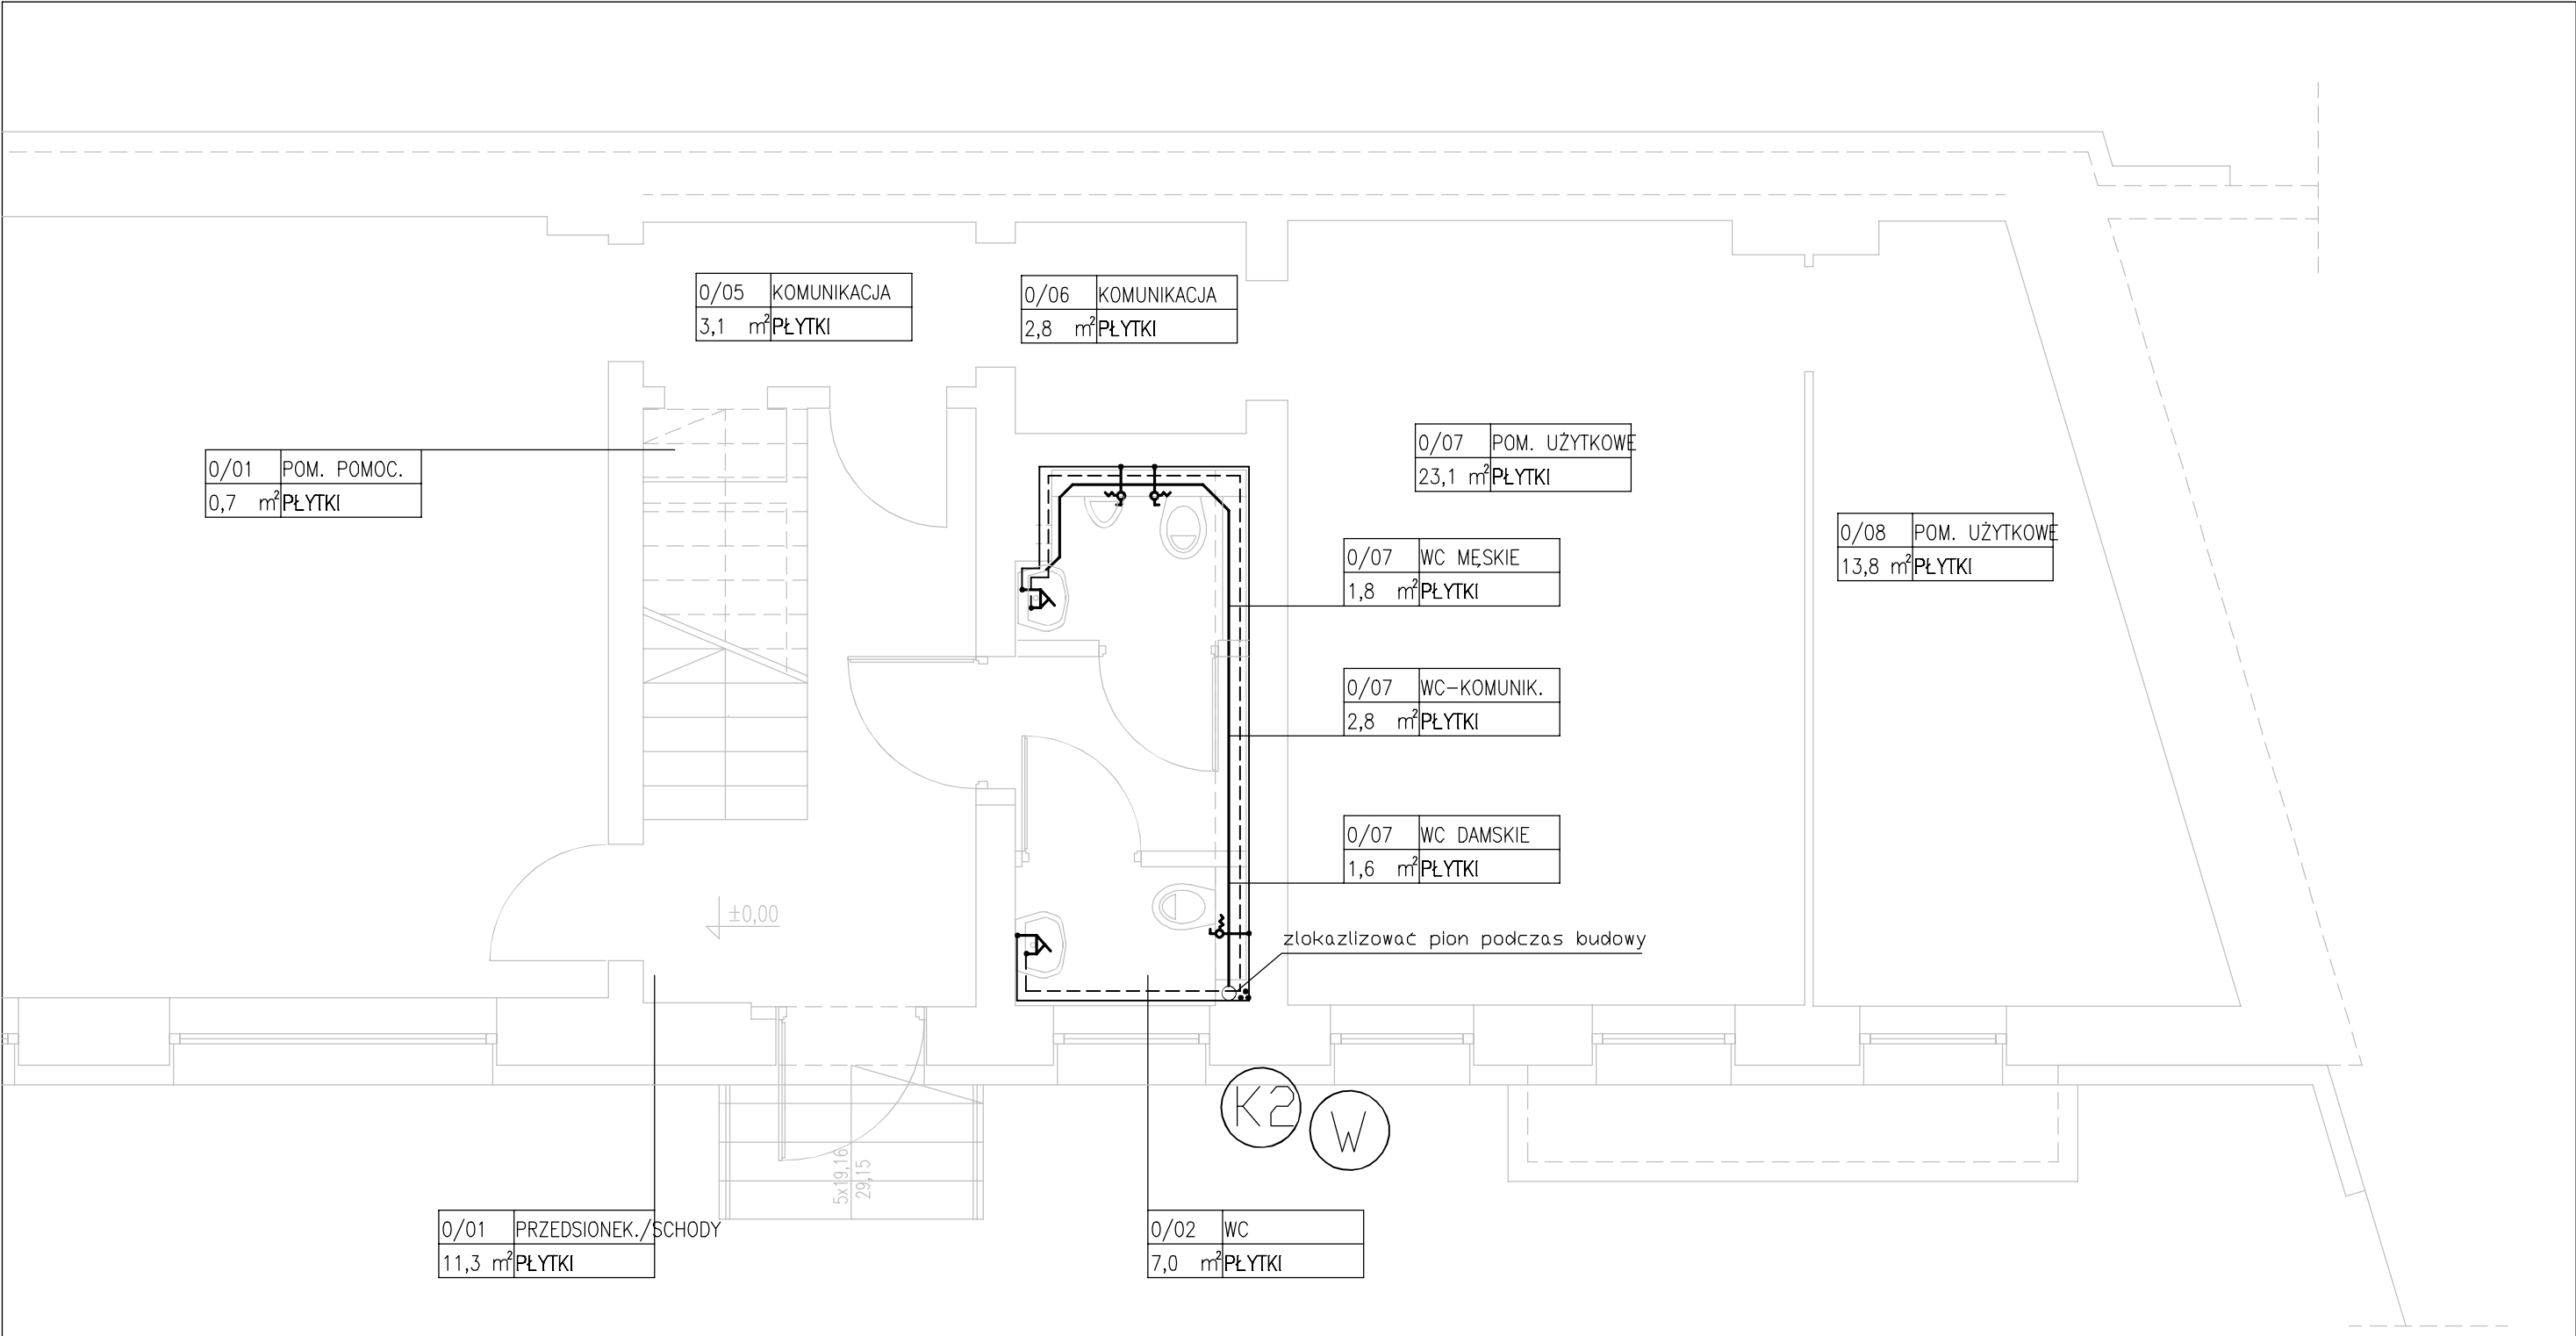 0/05 KOMUNIKACJA
3,1 m² PŁYTKI
0/06 KOMUNIKACJA
2,8 m² PŁYTKI
0/01 POM. POMOC.
0,7 m² PŁYTKI
0/07 POM. UŻYTKOWE
23,1 m² PŁYTKI
0/08 POM. UŻYTKOWE
13,8 m² PŁYTKI
0/07 WC MĘSKIE
1,8 m² PŁYTKI
0/07 WC-KOMUNIK.
2,8 m² PŁYTKI
0/07 WC DAMSKIE
1,6 m² PŁYTKI
±0,00
zlokazlizować pion podczas budowy
K2
W
5x19,16
29,15
0/01 PRZEDSIONEK./SCHODY
11,3 m² PŁYTKI
0/02 WC
7,0 m² PŁYTKI